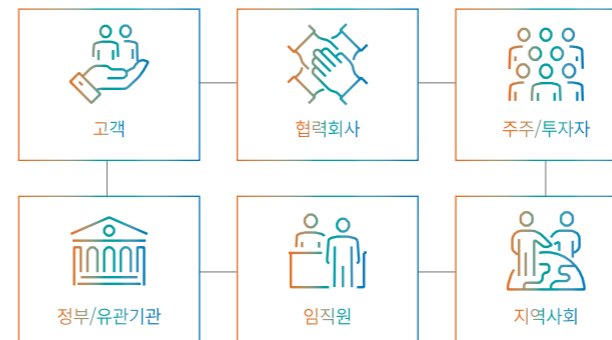 고객
협력회사
주주/투자자
정부/유관기관
임직원
지역사회